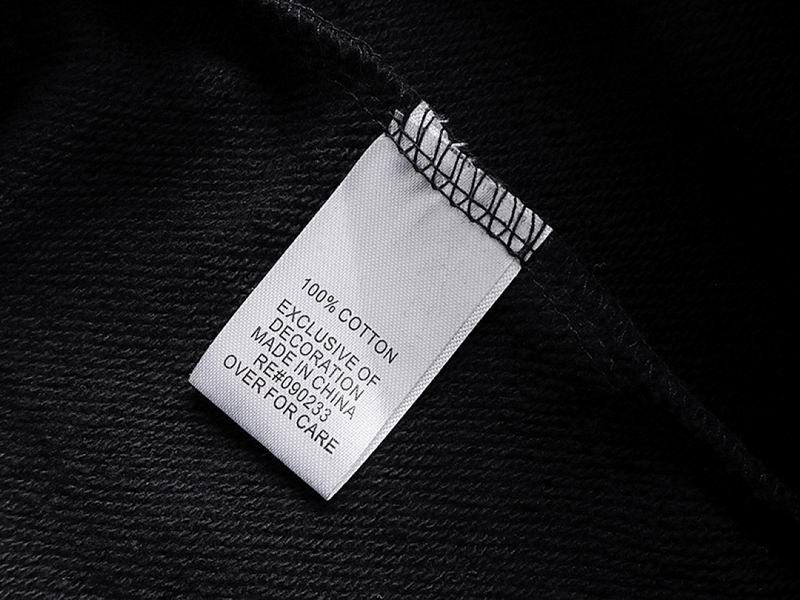 100% COTTON
EXCLUSIVE OF
DECORATION
MADE IN CHINA
RE#090233
OVER FOR CARE